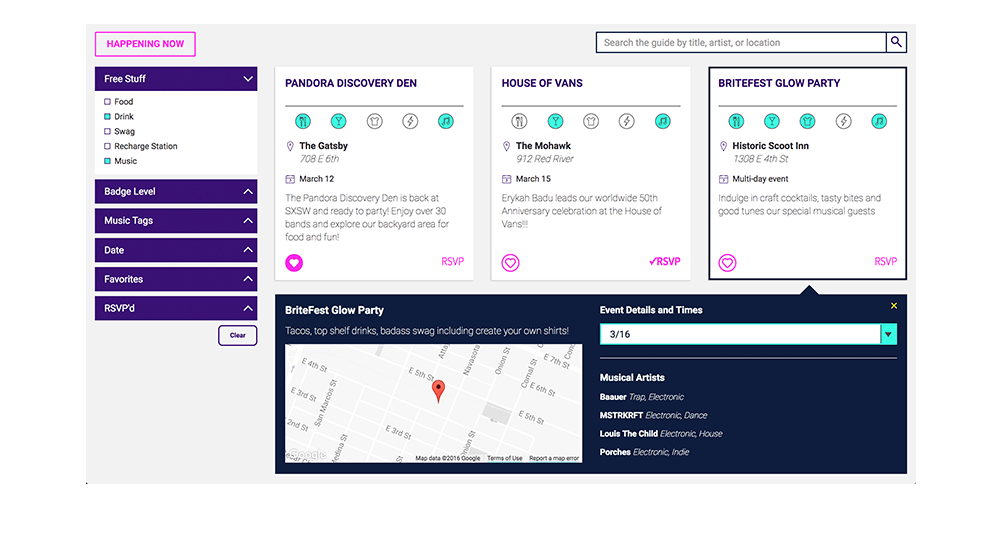 HAPPENING NOW
Search the guide by title, artist, or location
Free Stuff
Food
Drink
Swag
Recharge Station
Music
Badge Level
Music Tags
Date
Favorites
RSVP'd
Clear
PANDORA DISCOVERY DEN
The Gatsby
708 E 6th
March 12
The Pandora Discovery Den is back at
SXSW and ready to party! Enjoy over 30
bands and explore our backyard area for
food and fun!
RSVP
HOUSE OF VANS
The Mohawk
912 Red River
March 15
Erykah Badu leads our worldwide 50th
Anniversary celebration at the House of
Vans!!!
✓RSVP
BRITEFEST GLOW PARTY
Historic Scoot Inn
1308 E 4th St
Multi-day event
Indulge in craft cocktails, tasty bites and
good tunes our special musical guests
RSVP
BriteFest Glow Party
Tacos, top shelf drinks, badass swag including create your own shirts!
E 4th St
E 3rd St
San Marcos St
2nd St
Medina St
E 5th St
Navasota
Onion St
Comal St
E 7th St
E 6th St
E 5th St
E 3rd St
Onion St
Google
Map data ©2016 Google
Terms of Use
Report a map error
Event Details and Times
x
3/16
Musical Artists
Baauer Trap, Electronic
MSTRKRFT Electronic, Dance
Louis The Child Electronic, House
Porches Electronic, Indie